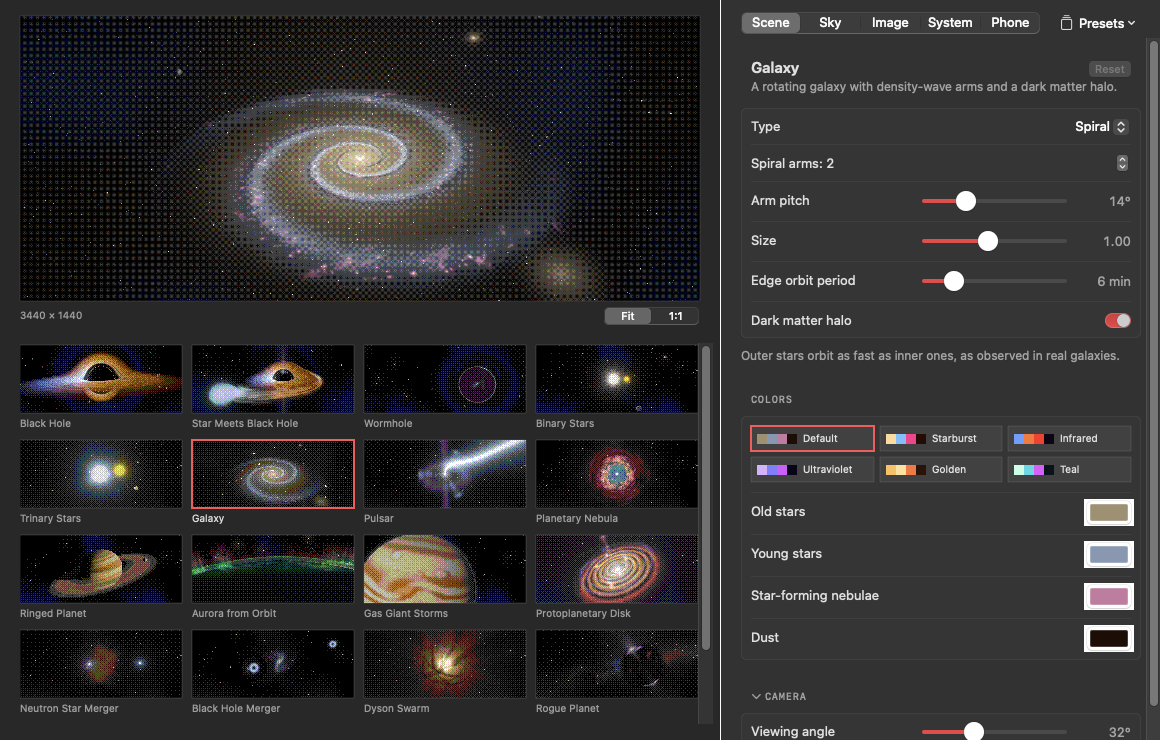 Scene Sky Image System Phone Presets
Galaxy Reset
A rotating galaxy with density-wave arms and a dark matter halo.
Type Spiral
Spiral arms: 2
Arm pitch 14°
Size 1.00
Edge orbit period 6 min
Dark matter halo
Outer stars orbit as fast as inner ones, as observed in real galaxies.
COLORS
Default Starburst Infrared
Ultraviolet Golden Teal
Old stars
Young stars
Star-forming nebulae
Dust
CAMERA
Viewing angle 32°
3440 × 1440 Fit 1:1
Black Hole Star Meets Black Hole Wormhole Binary Stars
Trinary Stars Galaxy Pulsar Planetary Nebula
Ringed Planet Aurora from Orbit Gas Giant Storms Protoplanetary Disk
Neutron Star Merger Black Hole Merger Dyson Swarm Rogue Planet